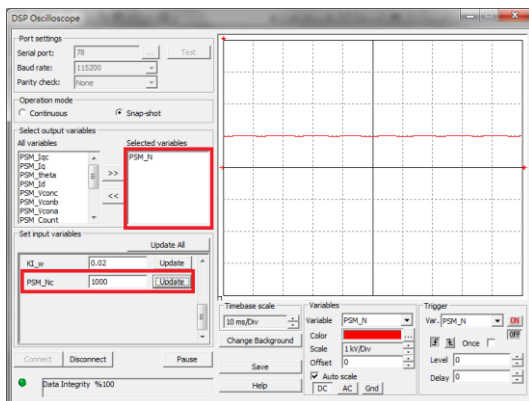 DSP Oscilloscope
Port settings
Serial port: 78 ... Test
Baud rate: 115200
Parity check: None
Operation mode
Continuous Snap-shot
Select output variables
All variables Selected variables
PSM_Iqc
PSM_Iq
PSM_theta
PSM_Id
PSM_Vconc
PSM_Vconb
PSM_Vcona
PSM_Count
>>
<<
PSM_N
Set input variables
Update All
KI_w 0.02 Update
PSM_Nc 1000 Update
Connect Disconnect Pause
Data Integrity %100
Timebase scale
10 ms/Div
Change Background
Save
Help
Variables
Variable PSM_N
Color ...
Scale 1 kV/Div
Offset 0
Auto scale
DC AC Gnd
Trigger
Var. PSM_N ON
OFF
Once
Level 0
Delay 0